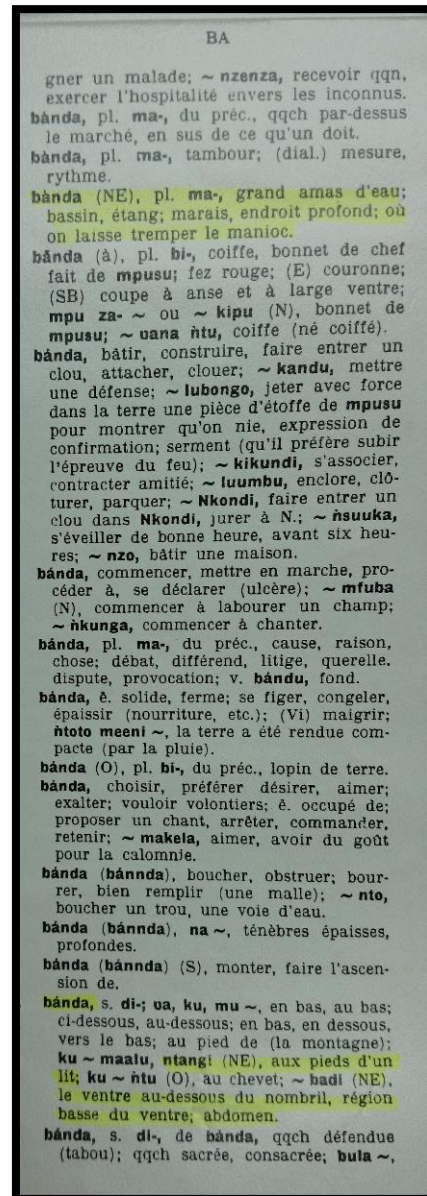 BA
gner un malade; ~ nzenza, recevoir qqn,
exercer l'hospitalité envers les inconnus.
bànda, pl. ma-, du préc., qqch par-dessus
le marché, en sus de ce qu'un doit.
bànda, pl. ma-, tambour; (dial.) mesure,
rythme.
bànda (NE), pl. ma-, grand amas d'eau;
bassin, étang; marais, endroit profond; où
on laisse tremper le manioc.
bănda (à), pl. bi-, coiffe, bonnet de chef
fait de mpusu; fez rouge; (E) couronne;
(SB) coupe à anse et à large ventre;
mpu za- ~ ou ~ kipu (N), bonnet de
mpusu; ~ ʋana ǹtu, coiffe (né coiffé).
bánda, bâtir, construire, faire entrer un
clou, attacher, clouer; ~ kandu, mettre
une défense; ~ lubongo, jeter avec force
dans la terre une pièce d'étoffe de mpusu
pour montrer qu'on nie, expression de
confirmation; serment (qu'il préfère subir
l'épreuve du feu); ~ kikundi, s'associer,
contracter amitié; ~ luumbu, enclore, clô-
turer, parquer; ~ Nkondi, faire entrer un
clou dans Nkondi, jurer à N.; ~ ǹsuuka,
s'éveiller de bonne heure, avant six heu-
res; ~ nzo, bâtir une maison.
bánda, commencer, mettre en marche, pro-
céder à, se déclarer (ulcère); ~ mfuba
(N), commencer à labourer un champ;
~ ǹkunga, commencer à chanter.
bánda, pl. ma-, du préc., cause, raison,
chose; débat, différend, litige, querelle,
dispute, provocation; v. bándu, fond.
bánda, ê. solide, ferme; se figer, congeler,
épaissir (nourriture, etc.); (Vi) maigrir;
ǹtoto meeni ~, la terre a été rendue com-
pacte (par la pluie).
bánda (O), pl. bi-, du préc., lopin de terre.
bánda, choisir, préférer désirer, aimer;
exalter; vouloir volontiers; ê. occupé de;
proposer un chant, arrêter, commander,
retenir; ~ makela, aimer, avoir du goût
pour la calomnie.
bánda (bánnda), boucher, obstruer; bour-
rer, bien remplir (une malle); ~ nto,
boucher un trou, une voie d'eau.
bánda (bánnda), na ~, ténèbres épaisses,
profondes.
bánda (bánnda) (S), monter, faire l'ascen-
sion de.
bánda, s. di-; ʋa, ku, mu ~, en bas, au bas;
ci-dessous, au-dessous; en bas, en dessous,
vers le bas; au pied de (la montagne);
ku ~ maalu, ntangi (NE), aux pieds d'un
lit; ku ~ ǹtu (O), au chevet; ~ badi (NE),
le ventre au-dessous du nombril, région
basse du ventre; abdomen.
bánda, s. di-, de bánda, qqch défendue
(tabou); qqch sacrée, consacrée; bula ~,